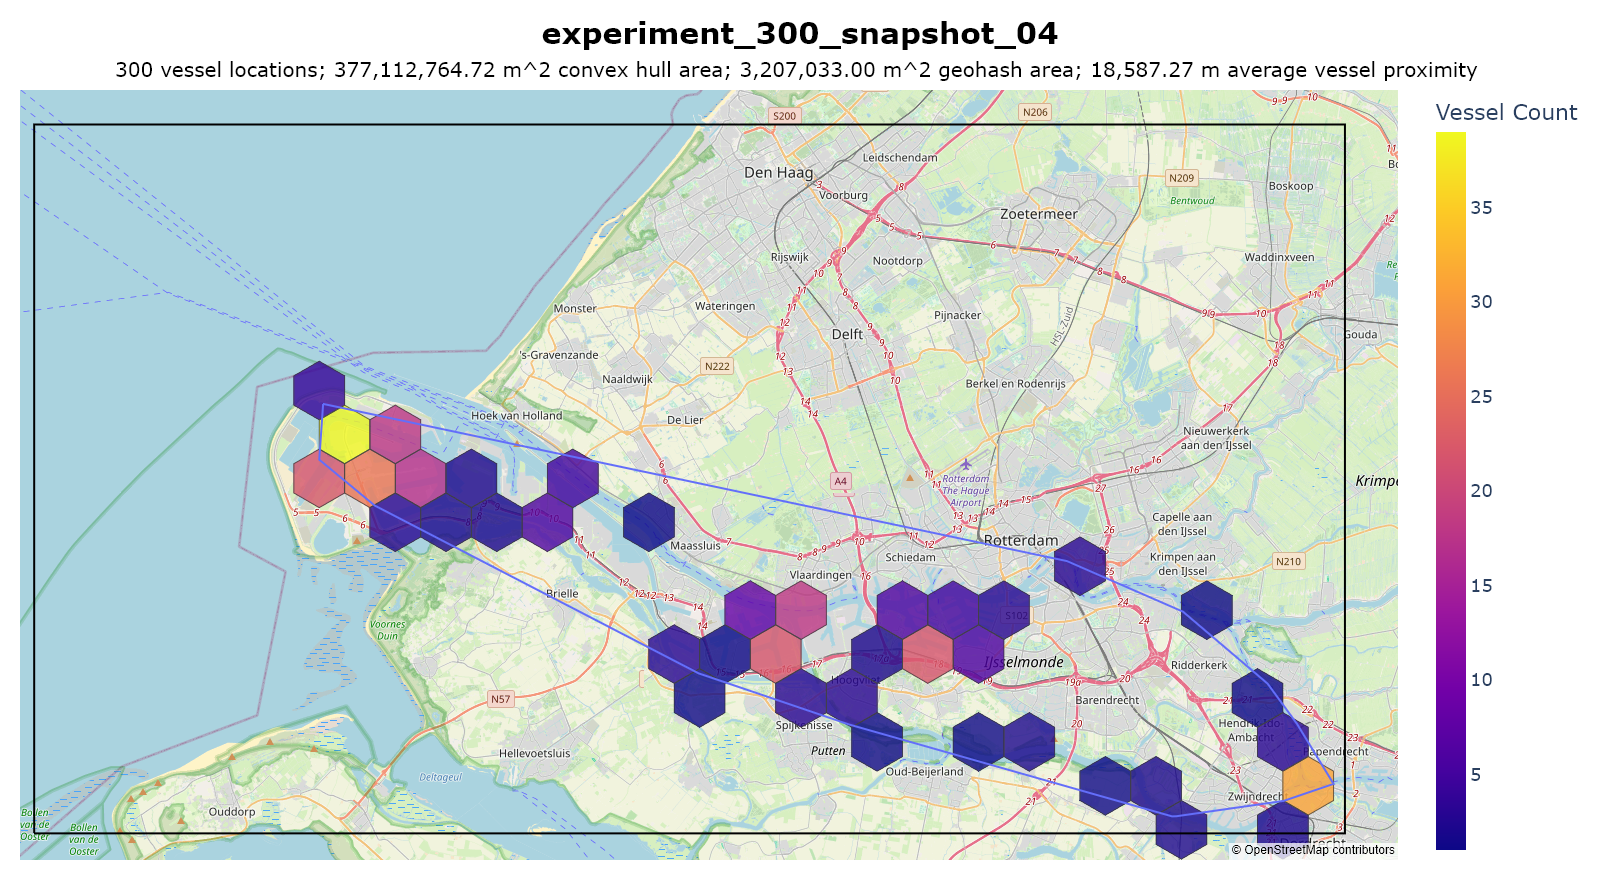 experiment_300_snapshot_04
300 vessel locations; 377,112,764.72 m^2 convex hull area; 3,207,033.00 m^2 geohash area; 18,587.27 m average vessel proximity
Vessel Count
35
30
25
20
15
10
5
S200
N206
Den Haag
Leidschendam
Voorburg
N209
Boskoop
Bentwoud
Zoetermeer
Rijswijk
Nootdorp
Waddinxveen
Monster
Wateringen
Pijnacker
HSL-Zuid
Delft
Gouda
's-Gravenzande
N222
Naaldwijk
Berkel en Rodenrijs
Hoek van Holland
De Lier
Nieuwerkerk
aan den IJssel
A4
Rotterdam
The Hague
Airport
Capelle aan
den IJssel
Maassluis
Rotterdam
Schiedam
Krimpen aan
den IJssel
N210
Vlaardingen
Brielle
S102
Voornes
Duin
IJsselmonde
Ridderkerk
Hoogvliet
N57
Barendrecht
Spijkenisse
Hendrik-Ido-
Ambacht
Putten
Papendrecht
Hellevoetsluis
Oud-Beijerland
Deltageul
Zwijndrecht
Ouddorp
Bollen
van de
Ooster
Bollen
van de
Ooster
© OpenStreetMap contributors